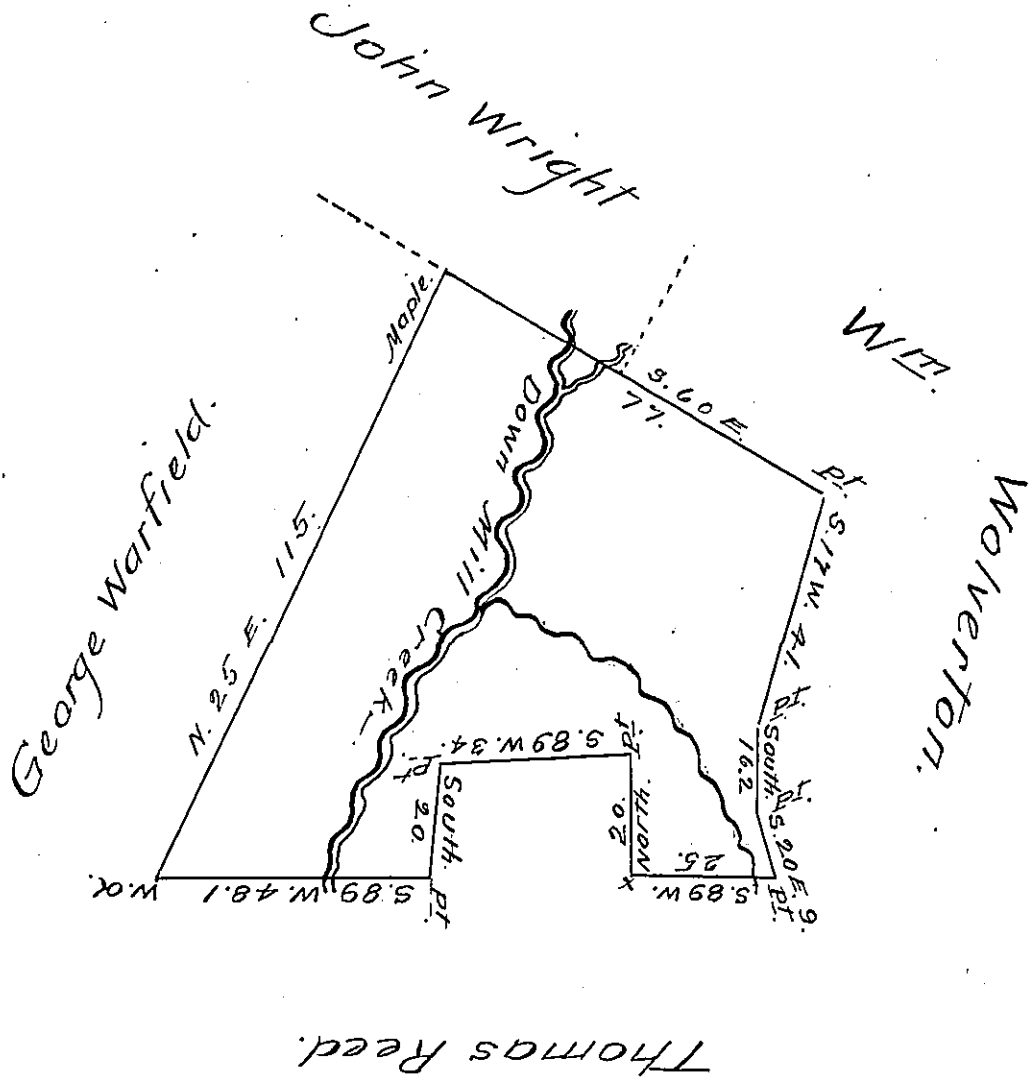 John Wright
Wm.
Wolverton.
Thomas Reed.
George Warfield.
Maple.
S. 60 E.
77.
Pt.
S. 17 W. 41.
Pt.
South.
16.2
Pt.
S. 20 E. 9.
Pt.
S. 89 W.
25.
X
North
20
Pt.
S. 89 W. 34.
Pt.
South.
20.
Pt.
S. 89 W. 48.1
W.O.
N. 25 E. 115.
Down Mill Creek.